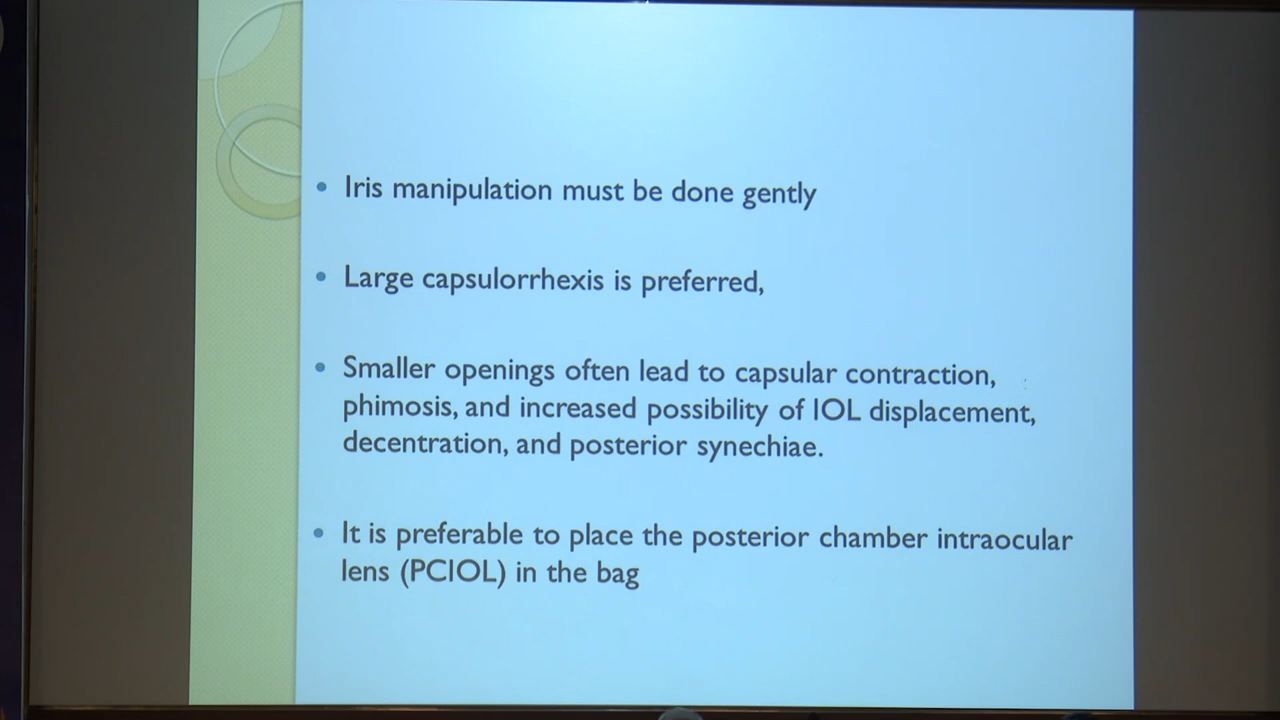 • Iris manipulation must be done gently
• Large capsulorrhexis is preferred,
• Smaller openings often lead to capsular contraction,
phimosis, and increased possibility of IOL displacement,
decentration, and posterior synechiae.
• It is preferable to place the posterior chamber intraocular
lens (PCIOL) in the bag